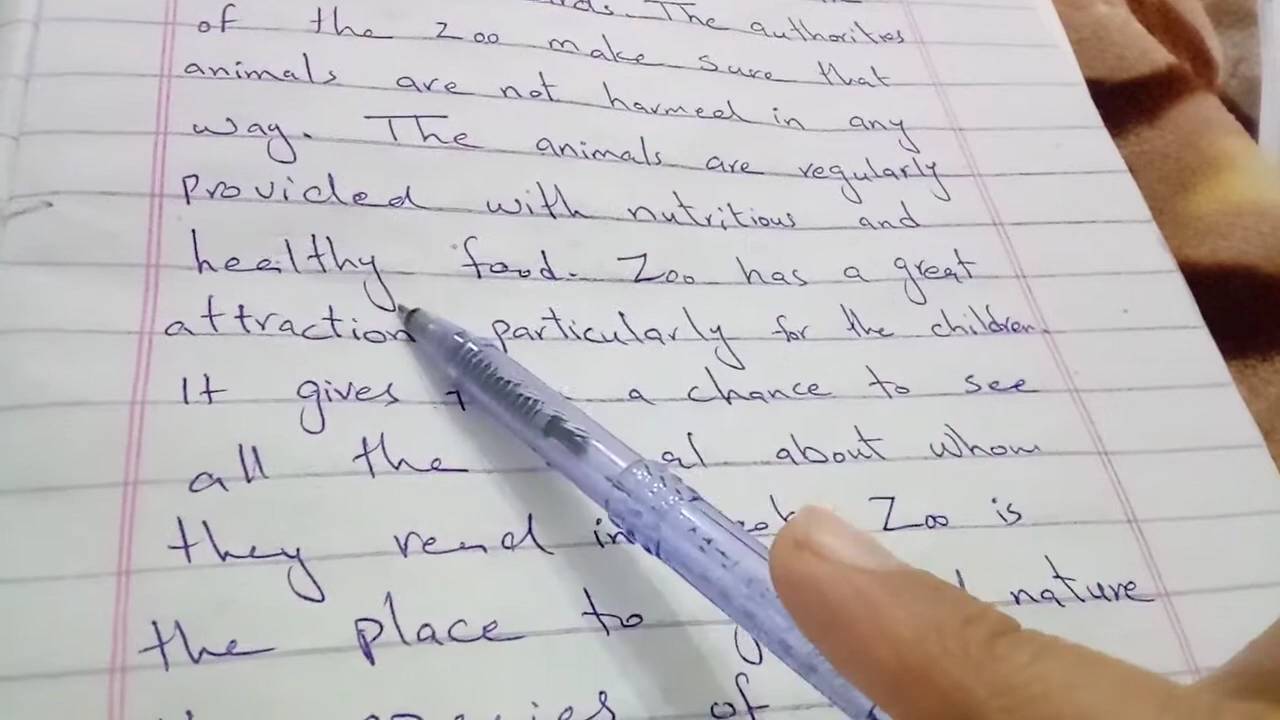 The authorities
of the Zoo make sure that
animals are not harmed in any
way. The animals are regularly
provided with nutritious and
healthy food. Zoo has a great
attraction particularly for the children.
It gives a chance to see
all the about whom
they read in Zoo is
the place to nature
of